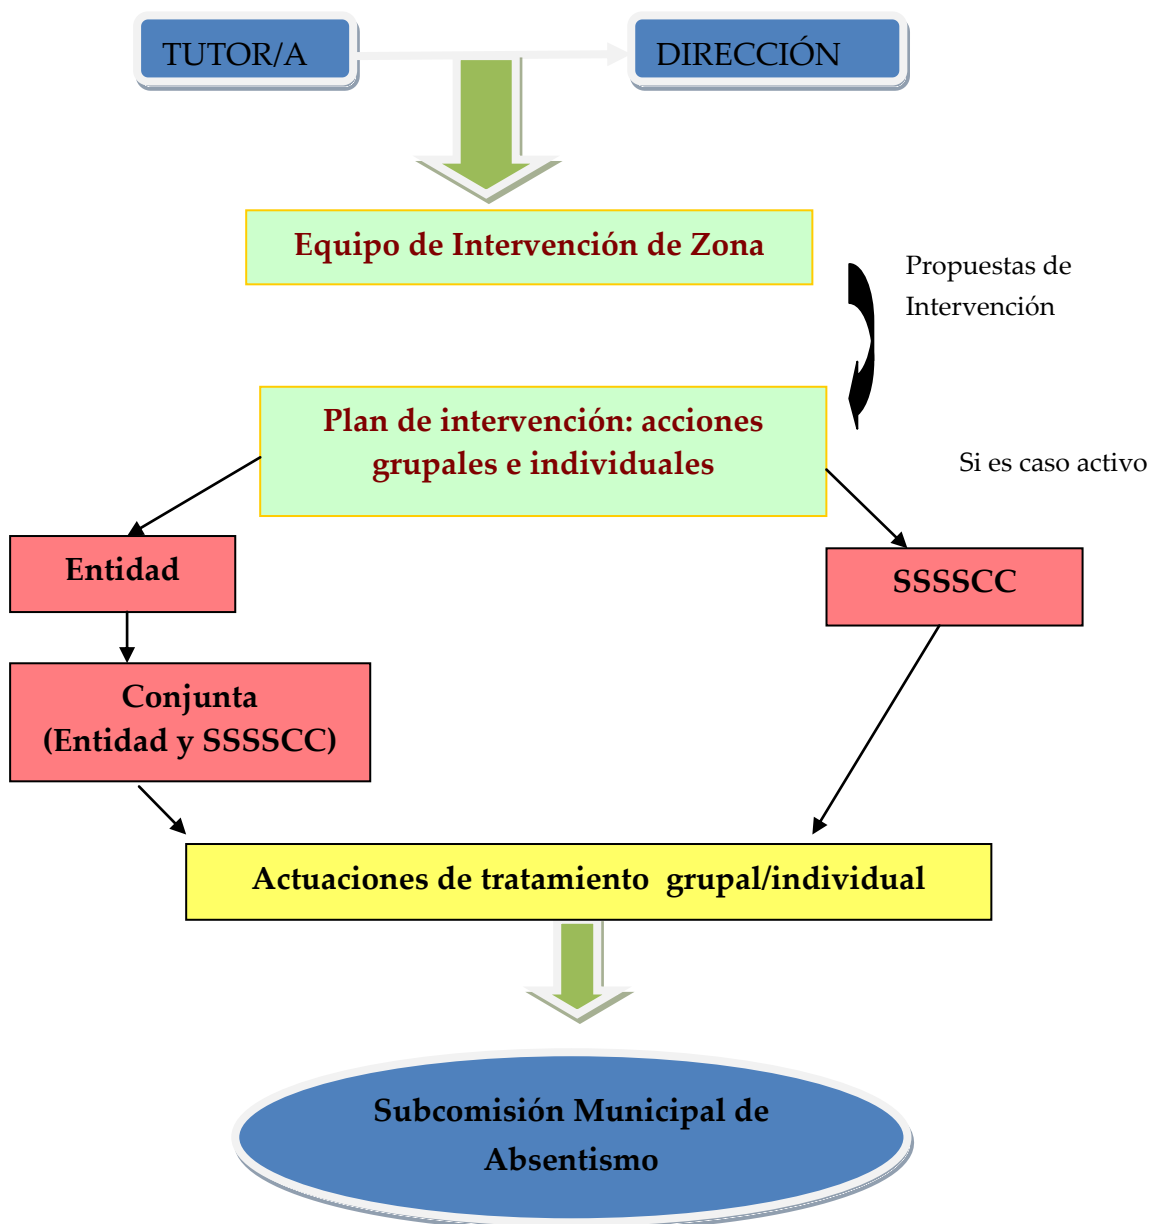 TUTOR/A
DIRECCIÓN
Equipo de Intervención de Zona
Propuestas de
Intervención
Plan de intervención: acciones
grupales e individuales
Si es caso activo
Entidad
SSSSCC
Conjunta
(Entidad y SSSSCC)
Actuaciones de tratamiento grupal/individual
Subcomisión Municipal de
Absentismo